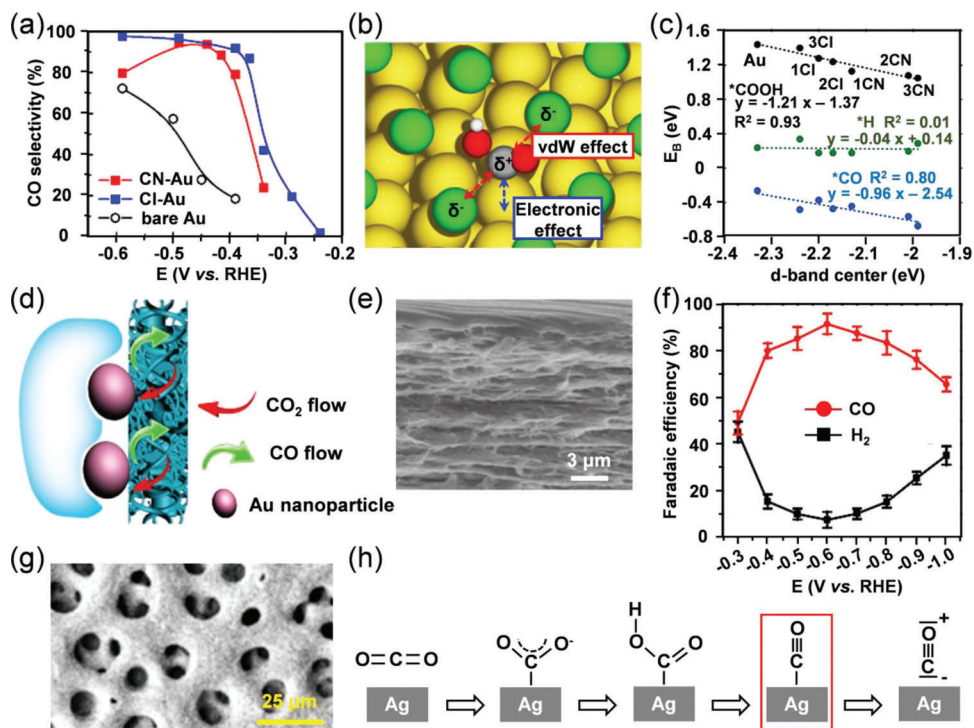 (a)
100
80
60
40
20
0
CO selectivity (%)
CN-Au
Cl-Au
bare Au
-0.6 -0.5 -0.4 -0.3 -0.2
E (V vs. RHE)
(b)
δ-
δ+
vdW effect
δ-
Electronic
effect
(c)
1.8
1.2
0.6
0
-0.6
-0.8
E_B (eV)
Au
3Cl
1Cl
2Cl
1CN
2CN
3CN
*COOH
y = -1.21 x – 1.37
R² = 0.93
*H R² = 0.01
y = -0.04 x + 0.14
*CO R² = 0.80
y = -0.96 x – 2.54
-2.4 -2.3 -2.2 -2.1 -2.0 -1.9
d-band center (eV)
(d)
CO₂ flow
CO flow
Au nanoparticle
(e)
3 µm
(f)
100
80
60
40
20
0
Faradaic efficiency (%)
CO
H₂
-0.3 -0.4 -0.5 -0.6 -0.7 -0.8 -0.9 -1.0
E (V vs. RHE)
(g)
25 µm
(h)
O=C=O
Ag
O O-
C
Ag
H
O O
C
Ag
O
C
Ag
O +
C -
Ag